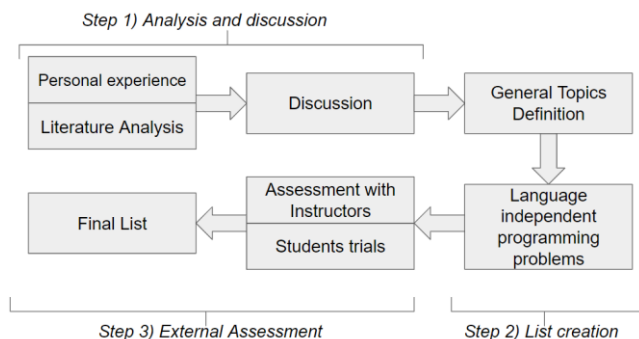 Step 1) Analysis and discussion
Personal experience
Literature Analysis
Discussion
General Topics
Definition
Language
independent
programming
problems
Assessment with
Instructors
Students trials
Final List
Step 3) External Assessment
Step 2) List creation